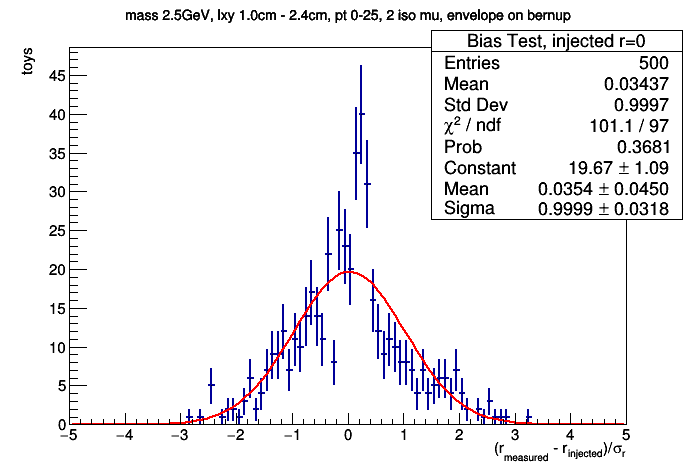 mass 2.5GeV, lxy 1.0cm - 2.4cm, pt 0-25, 2 iso mu, envelope on bernup
Bias Test, injected r=0
Entries 500
Mean 0.03437
Std Dev 0.9997
χ² / ndf 101.1 / 97
Prob 0.3681
Constant 19.67 ± 1.09
Mean 0.0354 ± 0.0450
Sigma 0.9999 ± 0.0318
toys
45
40
35
30
25
20
15
10
5
0
−5 −4 −3 −2 −1 0 1 2 3 4 5
(r_measured - r_injected)/σ_r